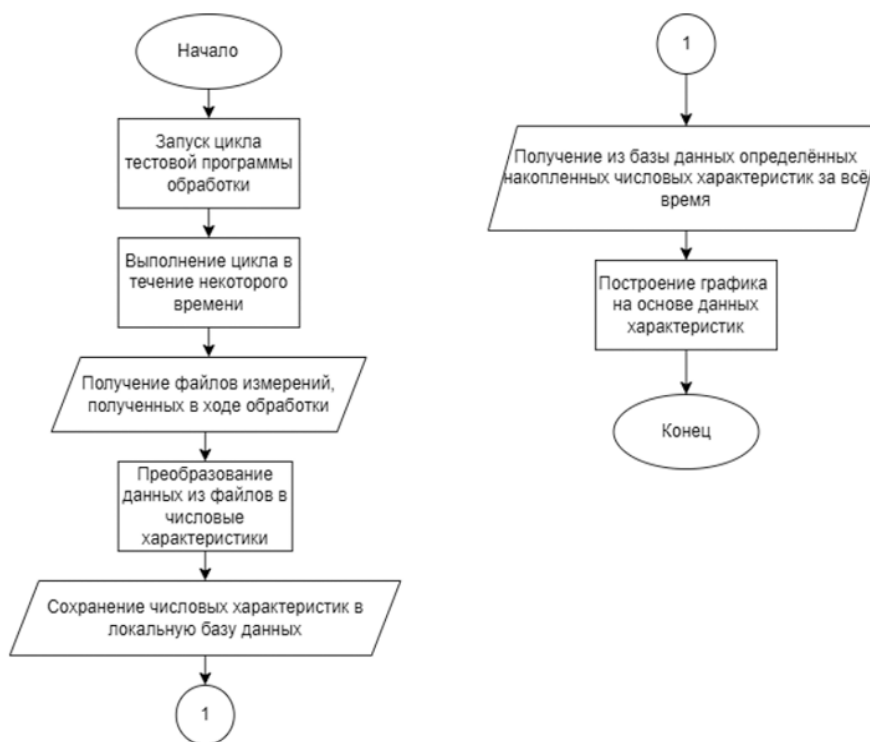 Начало
Запуск цикла
тестовой программы
обработки
Выполнение цикла в
течение некоторого
времени
Получение файлов измерений,
полученных в ходе обработки
Преобразование
данных из файлов в
числовые
характеристики
Сохранение числовых характеристик в
локальную базу данных
1
1
Получение из базы данных определённых
накопленных числовых характеристик за всё
время
Построение графика
на основе данных
характеристик
Конец